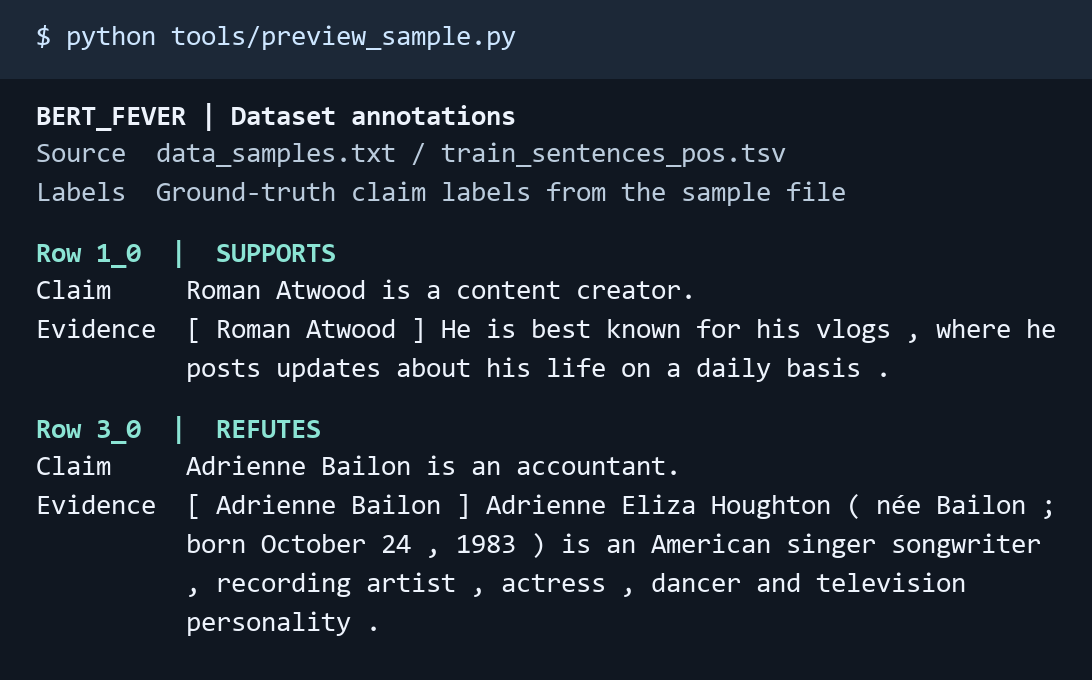 $ python tools/preview_sample.py
BERT_FEVER | Dataset annotations
Source  data_samples.txt / train_sentences_pos.tsv
Labels  Ground-truth claim labels from the sample file
Row 1_0  |  SUPPORTS
Claim     Roman Atwood is a content creator.
Evidence  [ Roman Atwood ] He is best known for his vlogs , where he
posts updates about his life on a daily basis .
Row 3_0  |  REFUTES
Claim     Adrienne Bailon is an accountant.
Evidence  [ Adrienne Bailon ] Adrienne Eliza Houghton ( née Bailon ;
born October 24 , 1983 ) is an American singer songwriter
, recording artist , actress , dancer and television
personality .